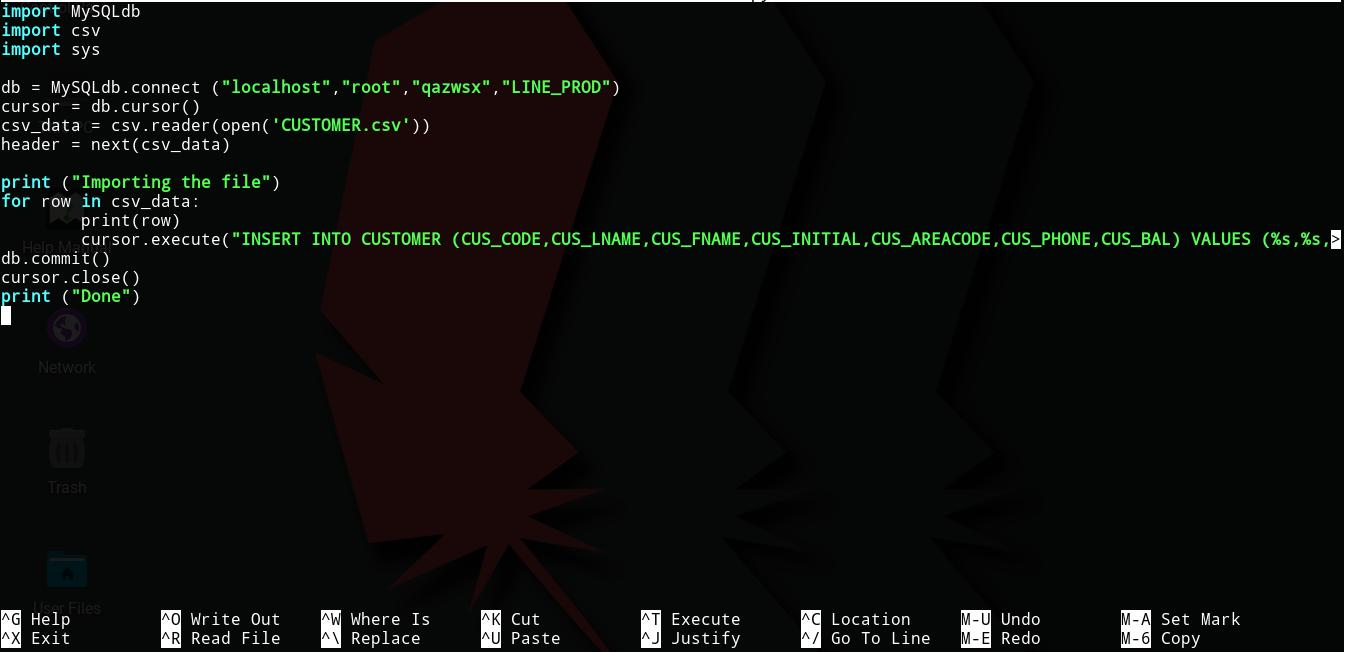 import MySQLdb
import csv
import sys
db = MySQLdb.connect ("localhost","root","qazwsx","LINE_PROD")
cursor = db.cursor()
csv_data = csv.reader(open('CUSTOMER.csv'))
header = next(csv_data)
print ("Importing the file")
for row in csv_data:
print(row)
cursor.execute("INSERT INTO CUSTOMER (CUS_CODE,CUS_LNAME,CUS_FNAME,CUS_INITIAL,CUS_AREACODE,CUS_PHONE,CUS_BAL) VALUES (%s,%s,>
db.commit()
cursor.close()
print ("Done")
Network
Trash
User Files
^G Help ^O Write Out ^W Where Is ^K Cut ^T Execute ^C Location M-U Undo M-A Set Mark
^X Exit ^R Read File ^\ Replace ^U Paste ^J Justify ^/ Go To Line M-E Redo M-6 Copy